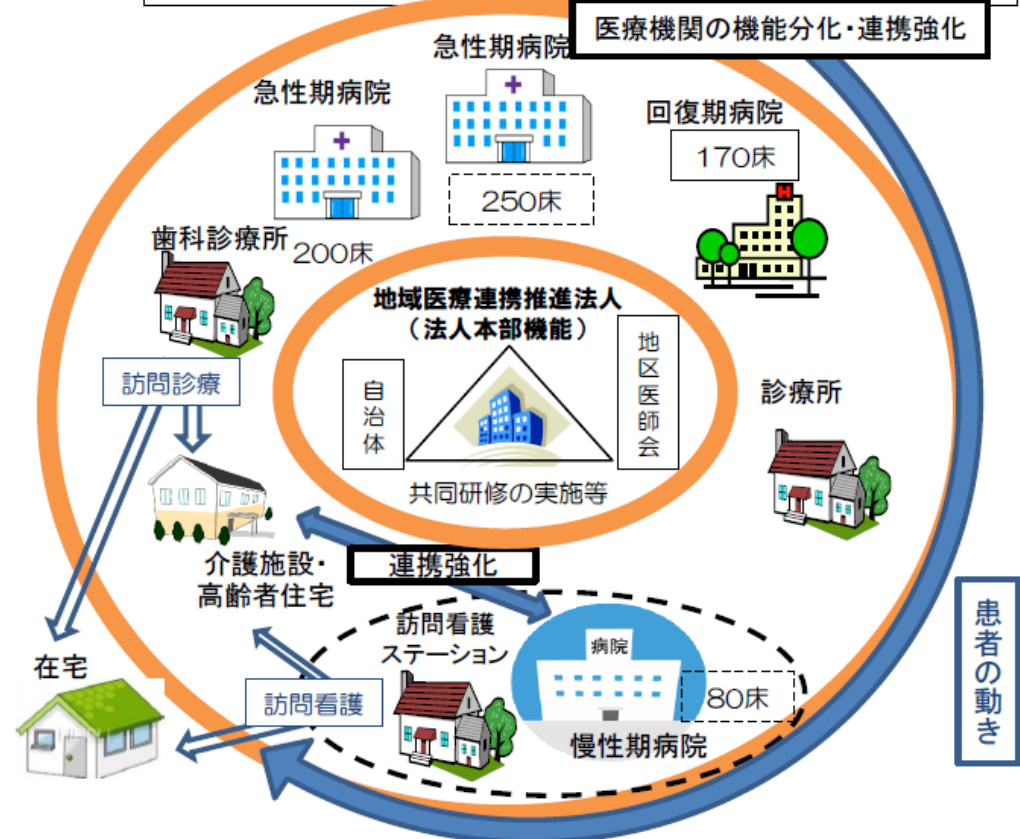 医療機関の機能分化・連携強化
急性期病院
急性期病院
回復期病院
170床
250床
歯科診療所
200床
地域医療連携推進法人
（法人本部機能）
自治体
地区医師会
訪問診療
診療所
共同研修の実施等
介護施設・
高齢者住宅
連携強化
訪問看護
ステーション
病院
患者の動き
在宅
訪問看護
80床
慢性期病院